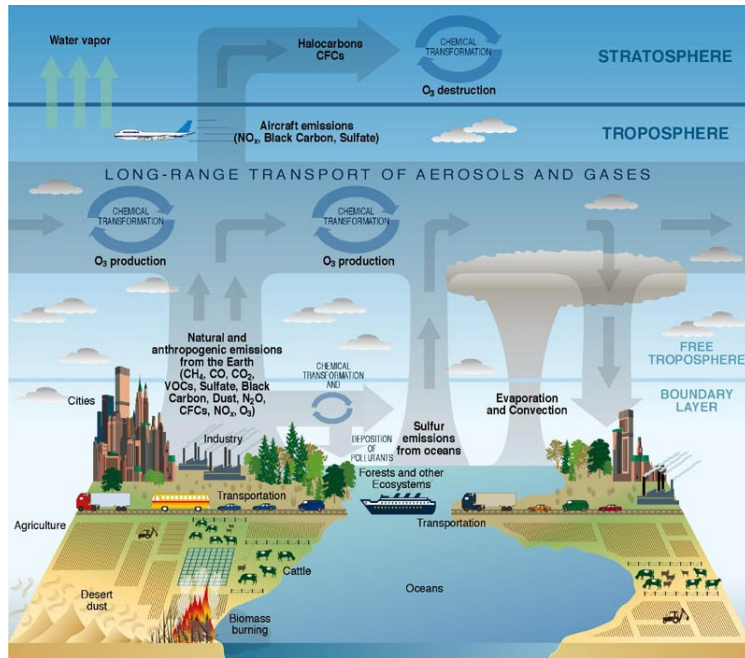 Water vapor
Halocarbons
CFCs
CHEMICAL
TRANSFORMATION
O₃ destruction
STRATOSPHERE
Aircraft emissions
(NOₓ, Black Carbon, Sulfate)
TROPOSPHERE
LONG-RANGE TRANSPORT OF AEROSOLS AND GASES
CHEMICAL
TRANSFORMATION
O₃ production
CHEMICAL
TRANSFORMATION
O₃ production
Natural and
anthropogenic emissions
from the Earth
(CH₄, CO, CO₂,
VOCs, Sulfate, Black
Carbon, Dust, N₂O,
CFCs, NOₓ, O₃)
CHEMICAL
TRANSFORMATION
AND
DEPOSITION
OF
POLLUTANTS
FREE
TROPOSPHERE
BOUNDARY
LAYER
Cities
Industry
Sulfur
emissions
from oceans
Evaporation
and Convection
Forests and other
Ecosystems
Transportation
Transportation
Agriculture
Cattle
Oceans
Desert
dust
Biomass
burning